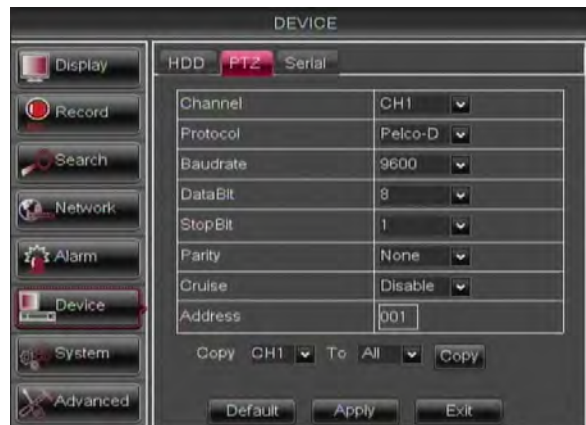 DEVICE
Display
Record
Search
Network
Alarm
Device
System
Advanced
HDD PTZ Serial
Channel CH1
Protocol Pelco-D
Baudrate 9600
DataBit 8
StopBit 1
Parity None
Cruise Disable
Address 001
Copy CH1 To All Copy
Default Apply Exit